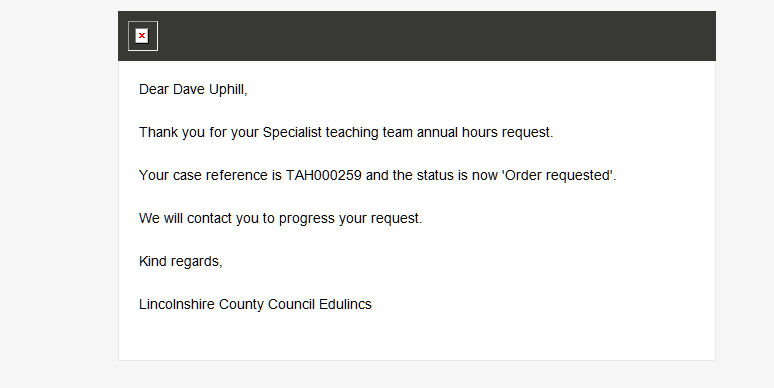 Dear Dave Uphill,
Thank you for your Specialist teaching team annual hours request.
Your case reference is TAH000259 and the status is now 'Order requested'.
We will contact you to progress your request.
Kind regards,
Lincolnshire County Council Edulincs